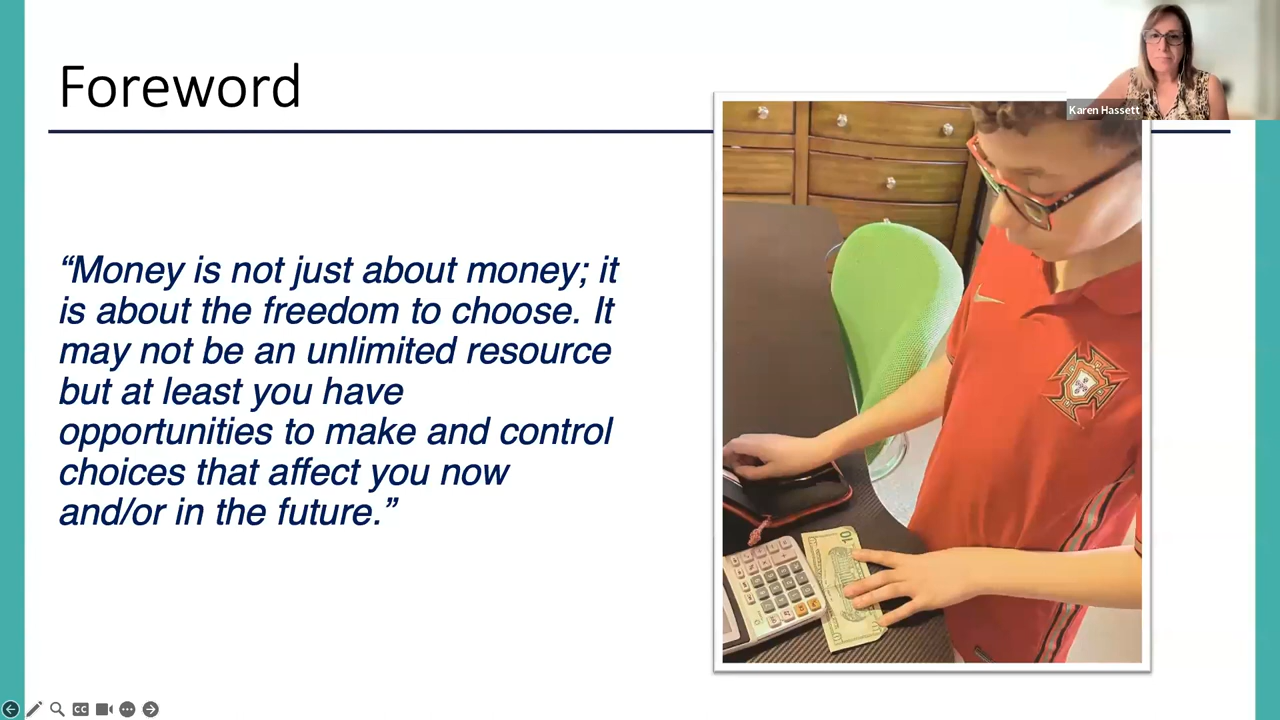 Foreword
Karen Hassett
“Money is not just about money; it
is about the freedom to choose. It
may not be an unlimited resource
but at least you have
opportunities to make and control
choices that affect you now
and/or in the future.”
10
CC